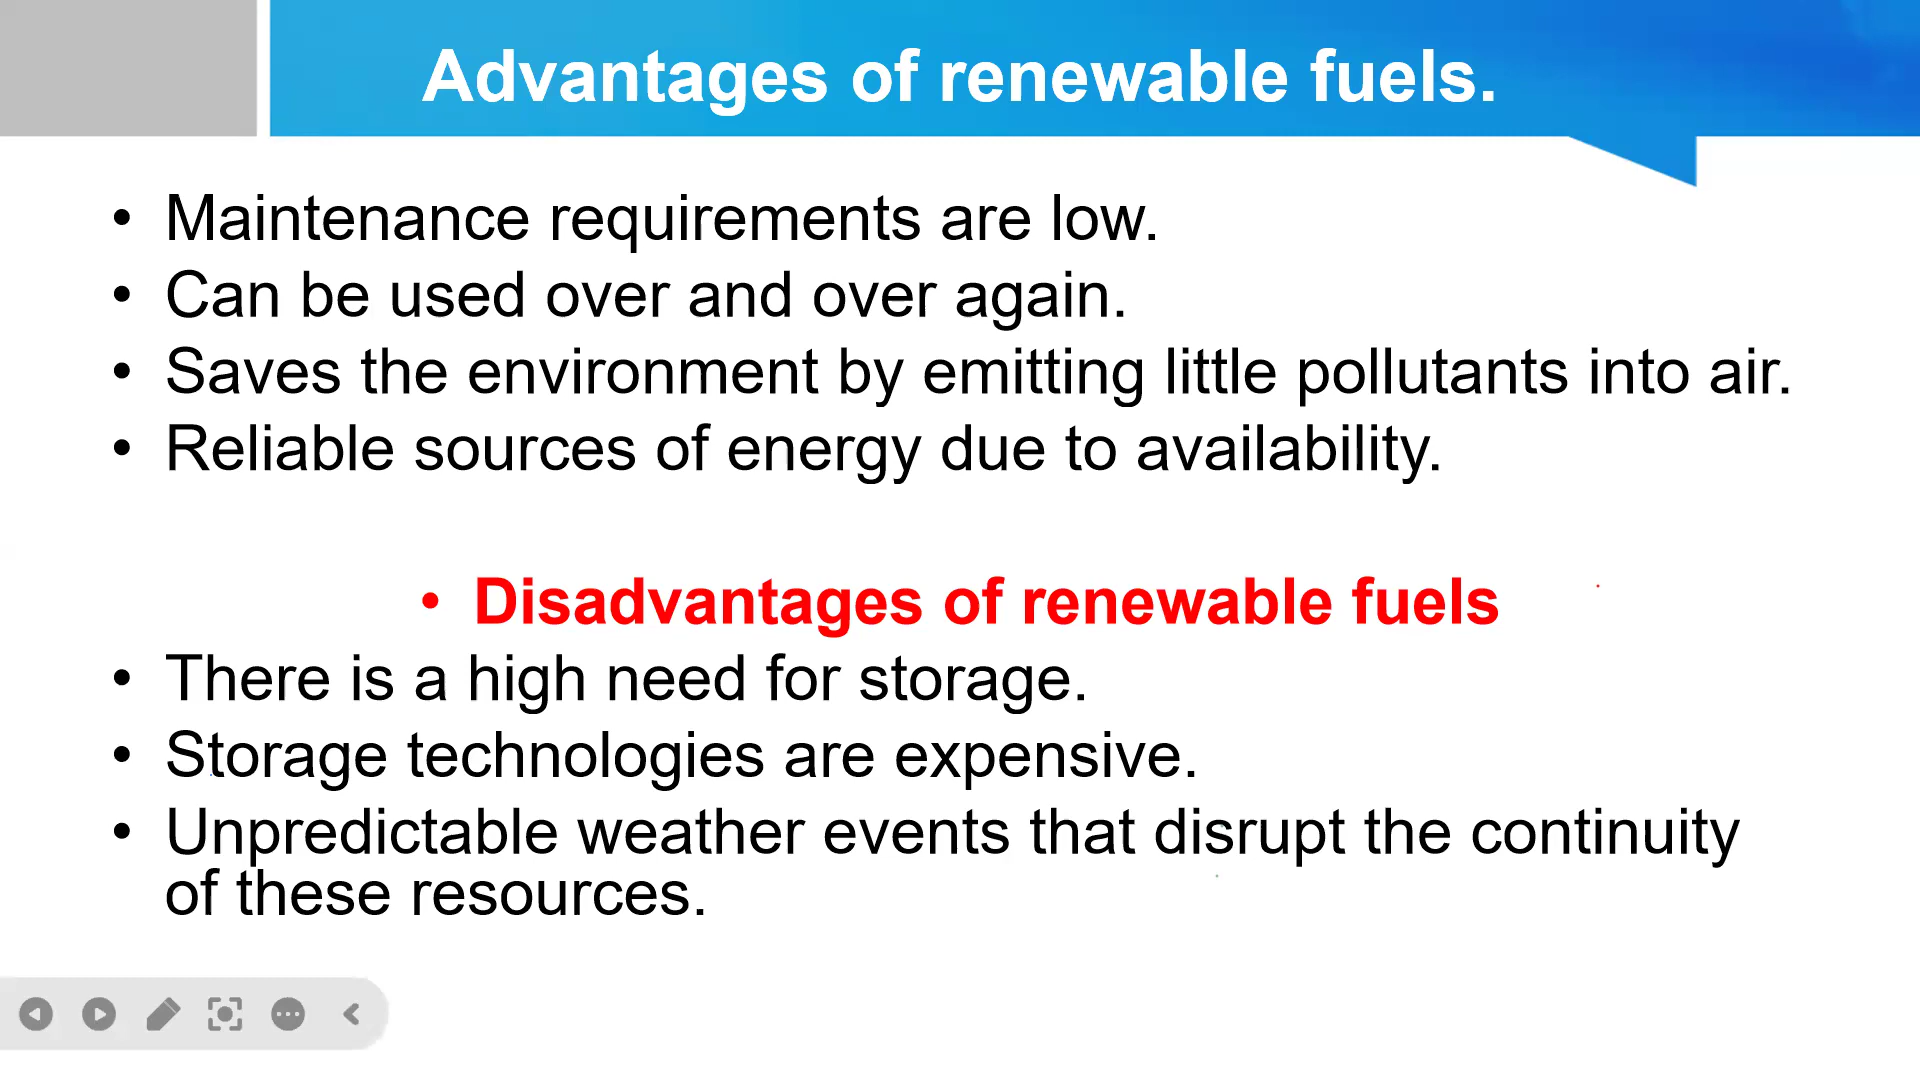 Advantages of renewable fuels.
• Maintenance requirements are low.
• Can be used over and over again.
• Saves the environment by emitting little pollutants into air.
• Reliable sources of energy due to availability.
• Disadvantages of renewable fuels
• There is a high need for storage.
• Storage technologies are expensive.
• Unpredictable weather events that disrupt the continuity
of these resources.